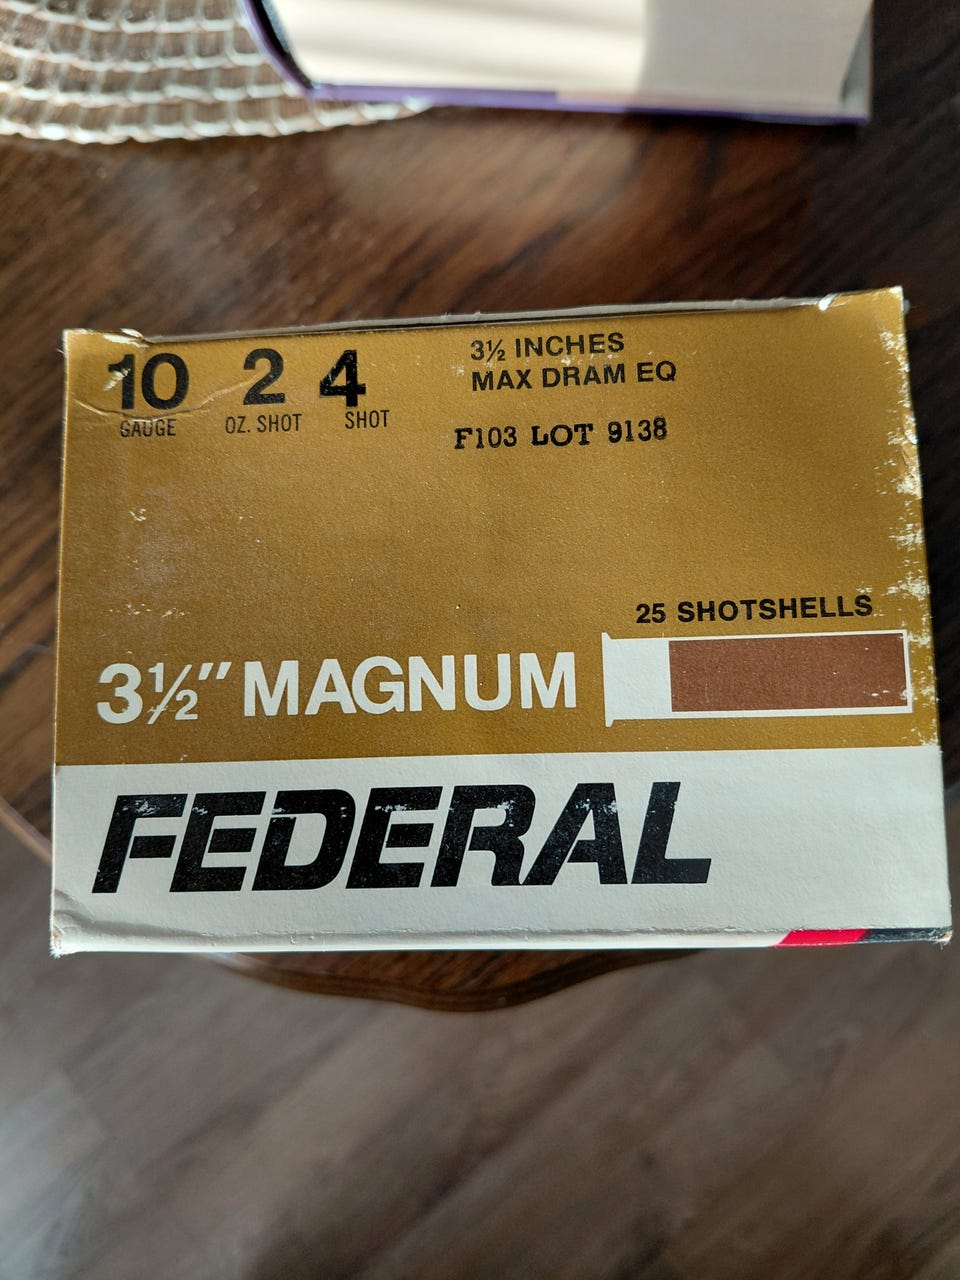 10 2 4
GAUGE OZ. SHOT SHOT
3½ INCHES
MAX DRAM EQ
F103 LOT 9138
25 SHOTSHELLS
3½" MAGNUM
FEDERAL